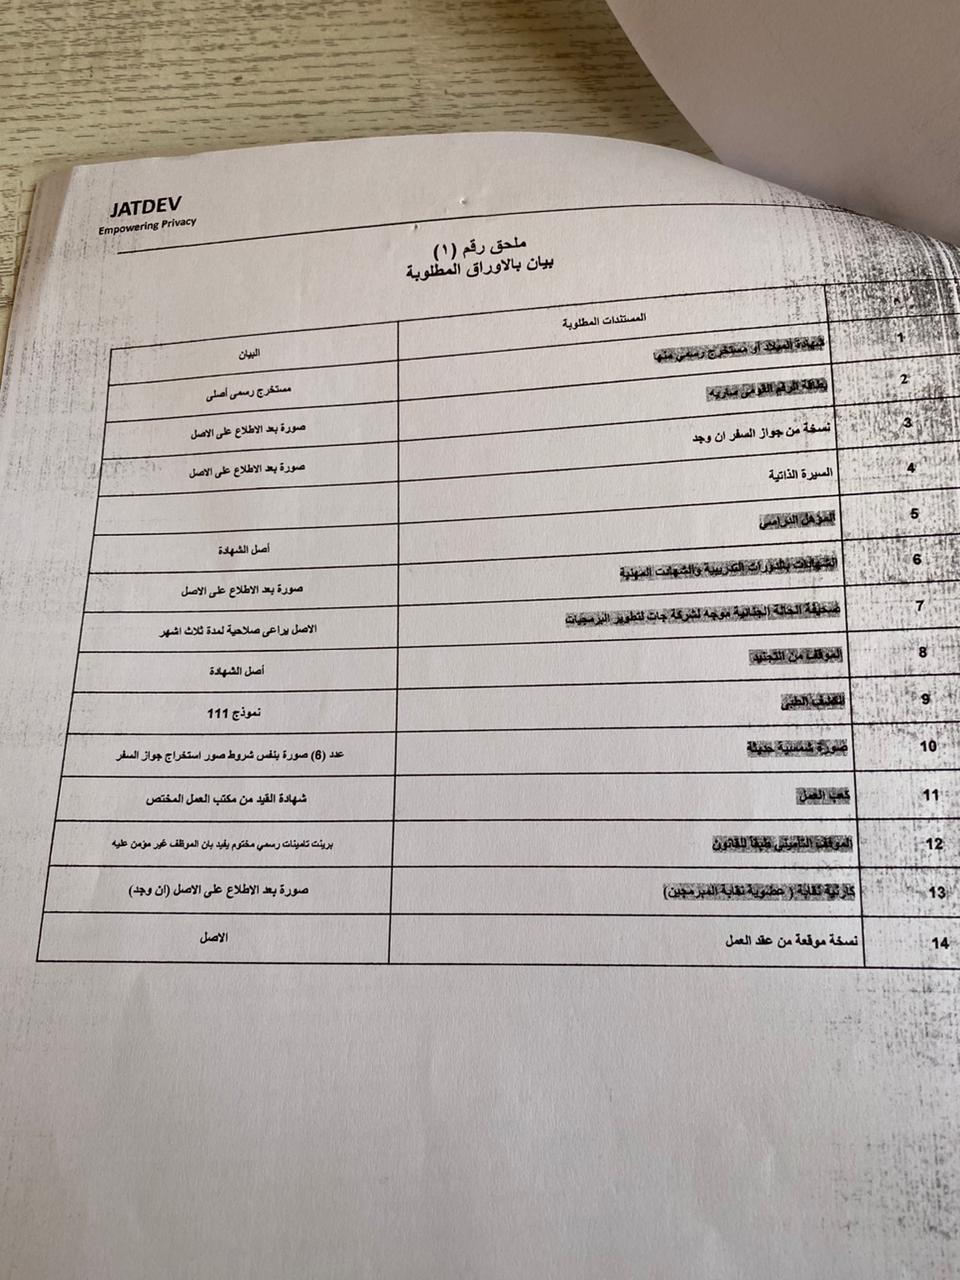 JATDEV
Empowering Privacy
ملحق رقم (١)
بيان بالاوراق المطلوبة
م المستندات المطلوبة البيان
1 شهادة الميلاد أو مستخرج رسمي منها مستخرج رسمى أصلى
2 بطاقة الرقم القومى ساريه صورة بعد الاطلاع على الاصل
3 نسخة من جواز السفر ان وجد صورة بعد الاطلاع على الاصل
4 السيرة الذاتية
5 المؤهل الدراسي أصل الشهادة
6 الشهادات بالدورات التدريبية والشهادت المهنية صورة بعد الاطلاع على الاصل
7 صحيفة الحالة الجنائية موجه لشركة جات لتطوير البرمجيات الاصل يراعى صلاحية لمدة ثلاث اشهر
8 الموقف من التجنيد أصل الشهادة
9 الكشف الطبى نموذج 111
10 صورة شمسية حديثة عدد (6) صورة بنفس شروط صور استخراج جواز السفر
11 كعب العمل شهادة القيد من مكتب العمل المختص
12 الموقف التأمينى طبقاً للقانون برينت تامينات رسمي مختوم يفيد بان الموظف غير مؤمن عليه
13 كارنية نقابة ( عضوية نقابة المبرمجين) صورة بعد الاطلاع على الاصل (ان وجد)
14 نسخة موقعة من عقد العمل الاصل